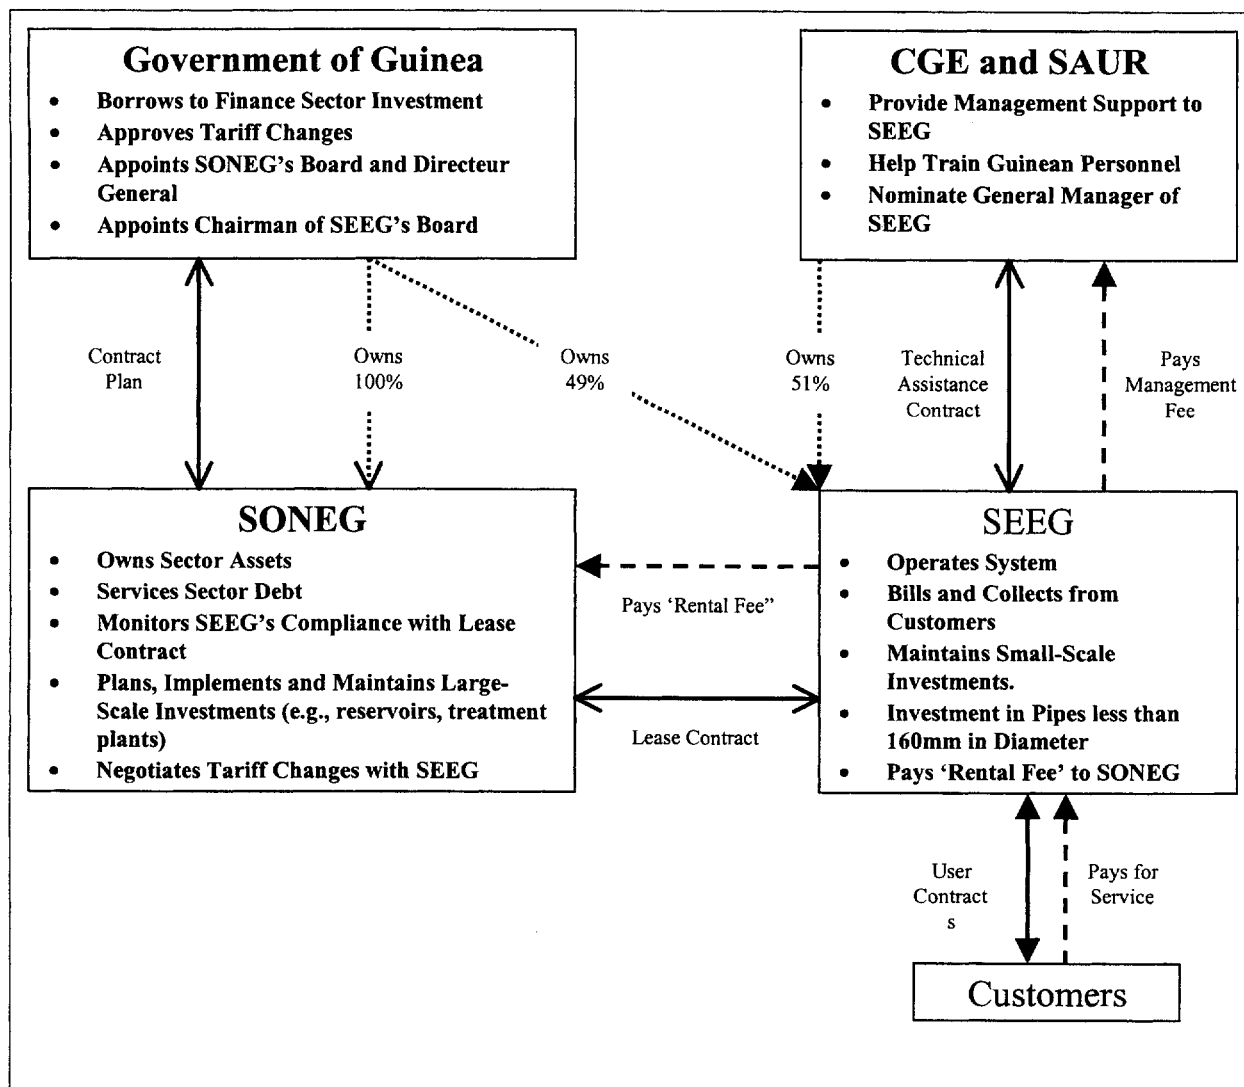 Government of Guinea
• Borrows to Finance Sector Investment
• Approves Tariff Changes
• Appoints SONEG's Board and Directeur
General
• Appoints Chairman of SEEG's Board
CGE and SAUR
• Provide Management Support to
SEEG
• Help Train Guinean Personnel
• Nominate General Manager of
SEEG
Contract
Plan
Owns
100%
Owns
49%
Owns
51%
Technical
Assistance
Contract
Pays
Management
Fee
SONEG
• Owns Sector Assets
• Services Sector Debt
• Monitors SEEG's Compliance with Lease
Contract
• Plans, Implements and Maintains Large-
Scale Investments (e.g., reservoirs, treatment
plants)
• Negotiates Tariff Changes with SEEG
Pays 'Rental Fee"
Lease Contract
SEEG
• Operates System
• Bills and Collects from
Customers
• Maintains Small-Scale
Investments.
• Investment in Pipes less than
160mm in Diameter
• Pays 'Rental Fee' to SONEG
User
Contract
s
Pays for
Service
Customers